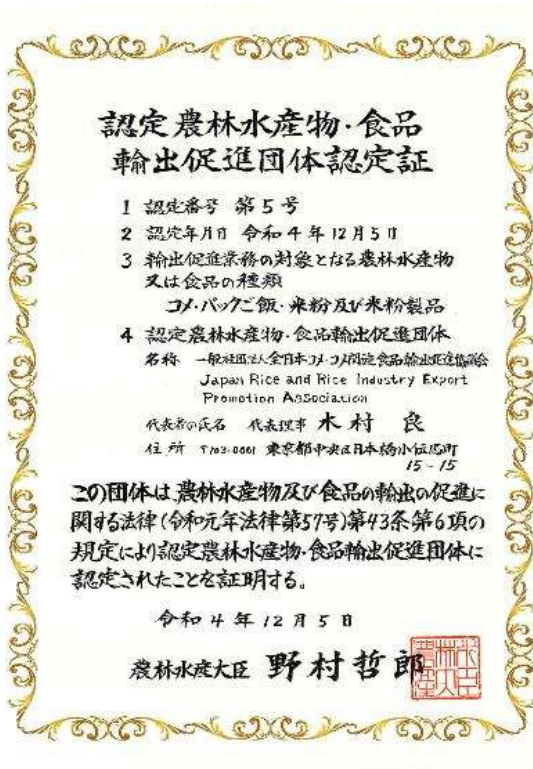 認定農林水産物・食品
輸出促進団体認定証
1 認定番号 第5号
2 認定年月日 令和4年12月5日
3 輸出促進業務の対象となる農林水産物
又は食品の種類
コメ・パックご飯・米粉及び米粉製品
4 認定農林水産物・食品輸出促進団体
名称 一般社団法人全日本コメ・コメ関連食品輸出促進協議会
Japan Rice and Rice Industry Export
Promotion Association
代表者の氏名 代表理事 木村 良
住所 〒103-0001 東京都中央区日本橋小伝馬町
15-15
この団体は、農林水産物及び食品の輸出の促進に
関する法律(令和元年法律第57号)第43条第6項の
規定により認定農林水産物・食品輸出促進団体に
認定されたことを証明する。
令和4年12月5日
農林水産大臣 野村哲郎